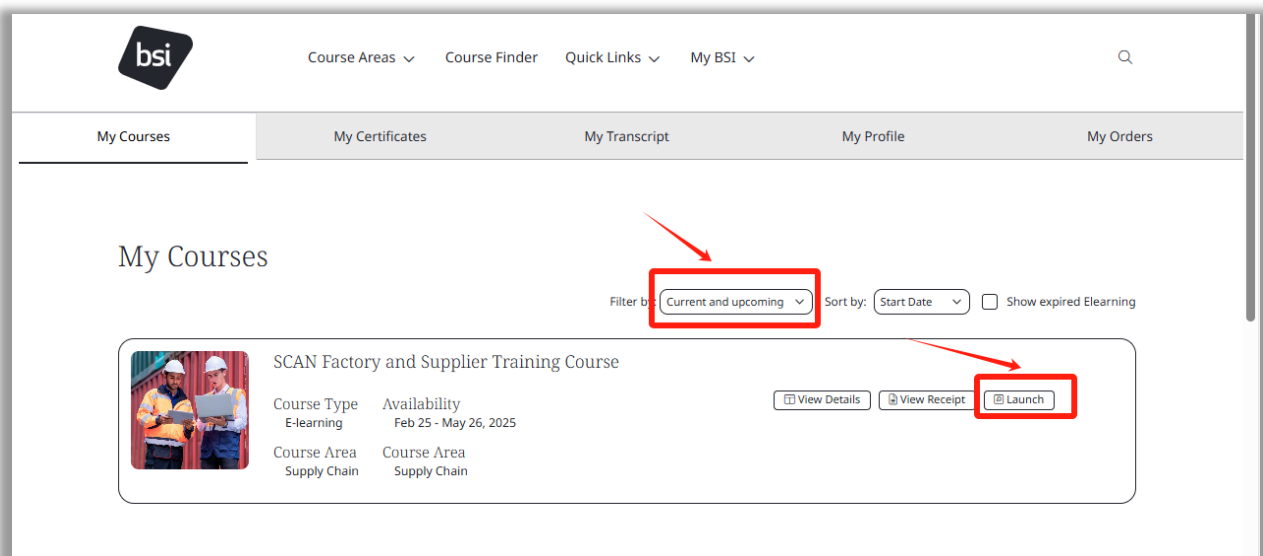 bsi
Course Areas Course Finder Quick Links My BSI
My Courses My Certificates My Transcript My Profile My Orders
My Courses
Filter by: Current and upcoming Sort by: Start Date Show expired Elearning
SCAN Factory and Supplier Training Course
View Details View Receipt Launch
Course Type Availability
E-learning Feb 25 - May 26, 2025
Course Area Course Area
Supply Chain Supply Chain